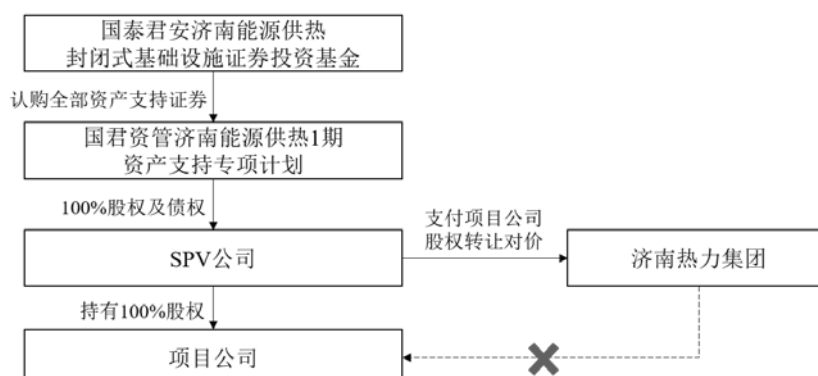 国泰君安济南能源供热
封闭式基础设施证券投资基金
认购全部资产支持证券
国君资管济南能源供热1期
资产支持专项计划
100%股权及债权
支付项目公司
股权转让对价
SPV公司
济南热力集团
持有100%股权
项目公司